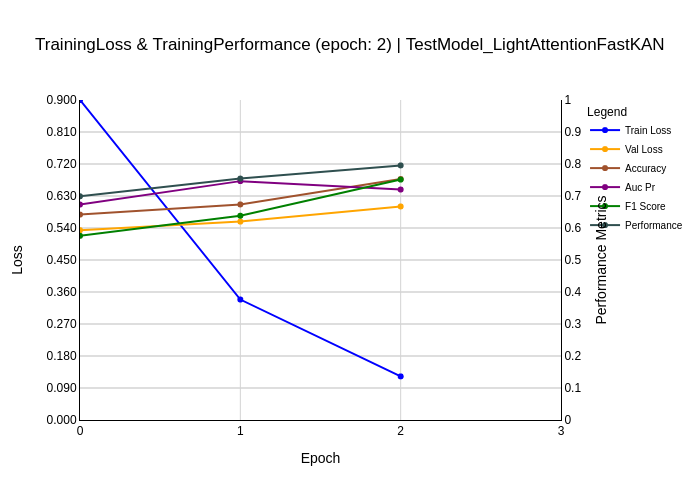 TrainingLoss & TrainingPerformance (epoch: 2) | TestModel_LightAttentionFastKAN
0.900
0.810
0.720
0.630
0.540
0.450
0.360
0.270
0.180
0.090
0.000
Loss
0
1
2
3
Epoch
1
0.9
0.8
0.7
0.6
0.5
0.4
0.3
0.2
0.1
0
Performance Metrics
Legend
Train Loss
Val Loss
Accuracy
Auc Pr
F1 Score
Performance